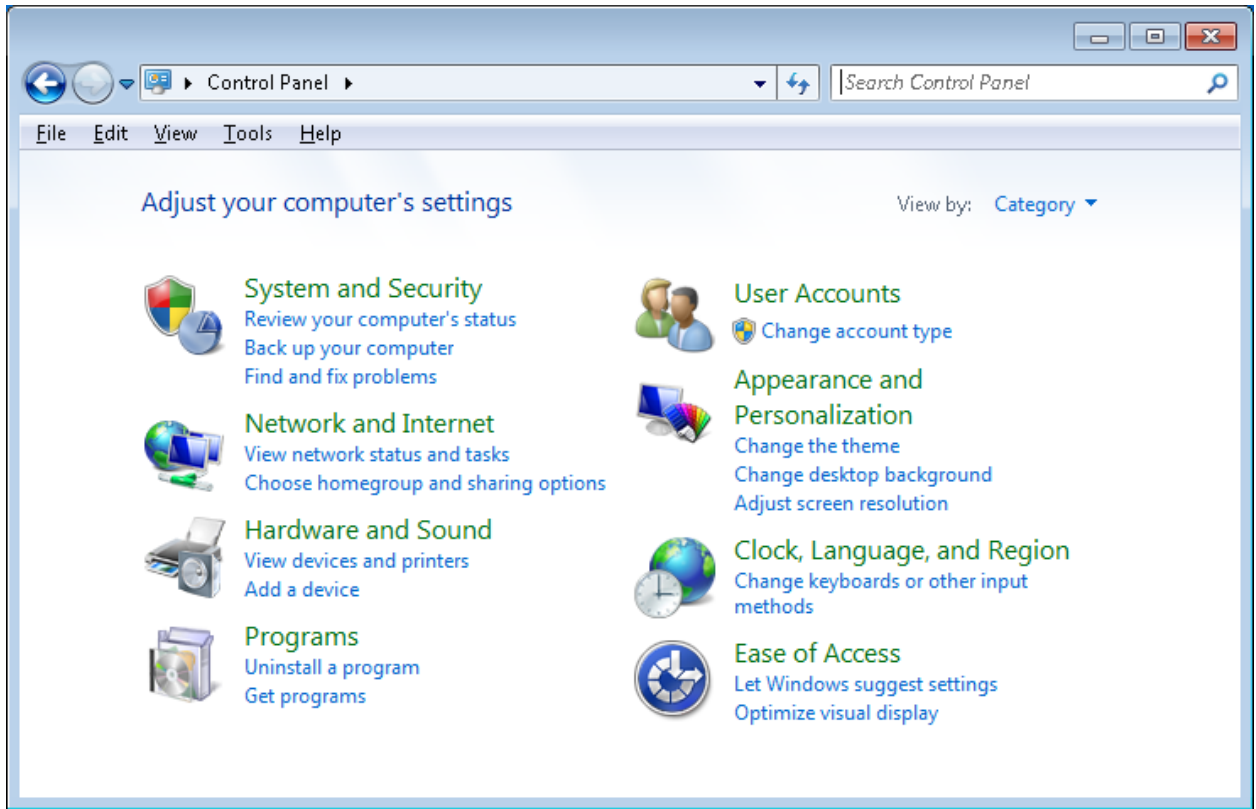 Control Panel
Search Control Panel
File Edit View Tools Help
Adjust your computer's settings
View by: Category
System and Security
Review your computer's status
Back up your computer
Find and fix problems
Network and Internet
View network status and tasks
Choose homegroup and sharing options
Hardware and Sound
View devices and printers
Add a device
Programs
Uninstall a program
Get programs
User Accounts
Change account type
Appearance and
Personalization
Change the theme
Change desktop background
Adjust screen resolution
Clock, Language, and Region
Change keyboards or other input
methods
Ease of Access
Let Windows suggest settings
Optimize visual display